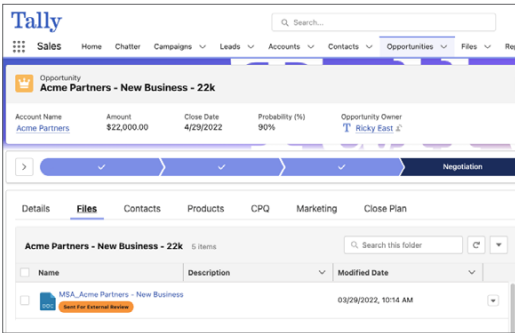 Tally
Search...
Sales Home Chatter Campaigns Leads Accounts Contacts Opportunities Files
Opportunity
Acme Partners - New Business - 22k
Account Name Amount Close Date Probability (%) Opportunity Owner
Acme Partners $22,000.00 4/29/2022 90% Ricky East
Negotiation
Details Files Contacts Products CPQ Marketing Close Plan
Acme Partners - New Business - 22k 5 items Search this folder
Name Description Modified Date
MSA_Acme Partners - New Business 03/29/2022, 10:14 AM
DOC Sent For External Review